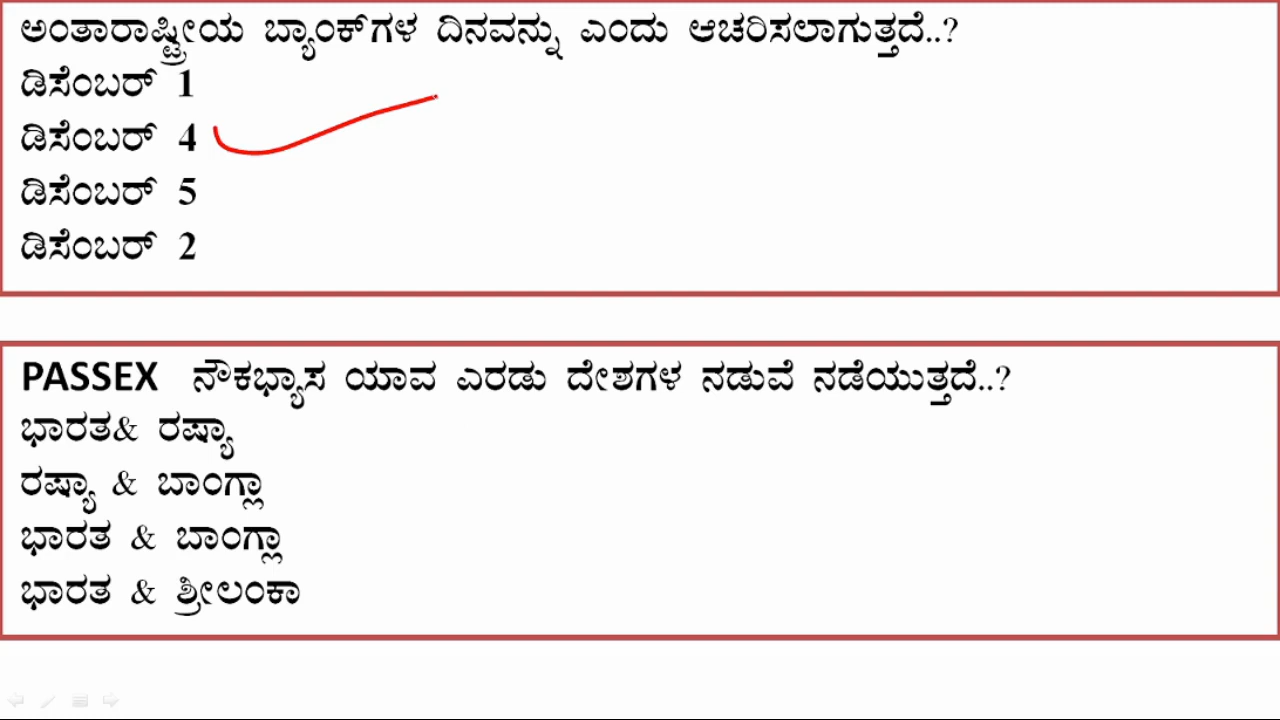 ಅಂತಾರಾಷ್ಟ್ರೀಯ ಬ್ಯಾಂಕ್‌ಗಳ ದಿನವನ್ನು ಎಂದು ಆಚರಿಸಲಾಗುತ್ತದೆ..?
ಡಿಸೆಂಬರ್ 1
ಡಿಸೆಂಬರ್ 4
ಡಿಸೆಂಬರ್ 5
ಡಿಸೆಂಬರ್ 2
PASSEX ನೌಕಭ್ಯಾಸ ಯಾವ ಎರಡು ದೇಶಗಳ ನಡುವೆ ನಡೆಯುತ್ತದೆ..?
ಭಾರತ& ರಷ್ಯಾ
ರಷ್ಯಾ & ಬಾಂಗ್ಲಾ
ಭಾರತ & ಬಾಂಗ್ಲಾ
ಭಾರತ & ಶ್ರೀಲಂಕಾ